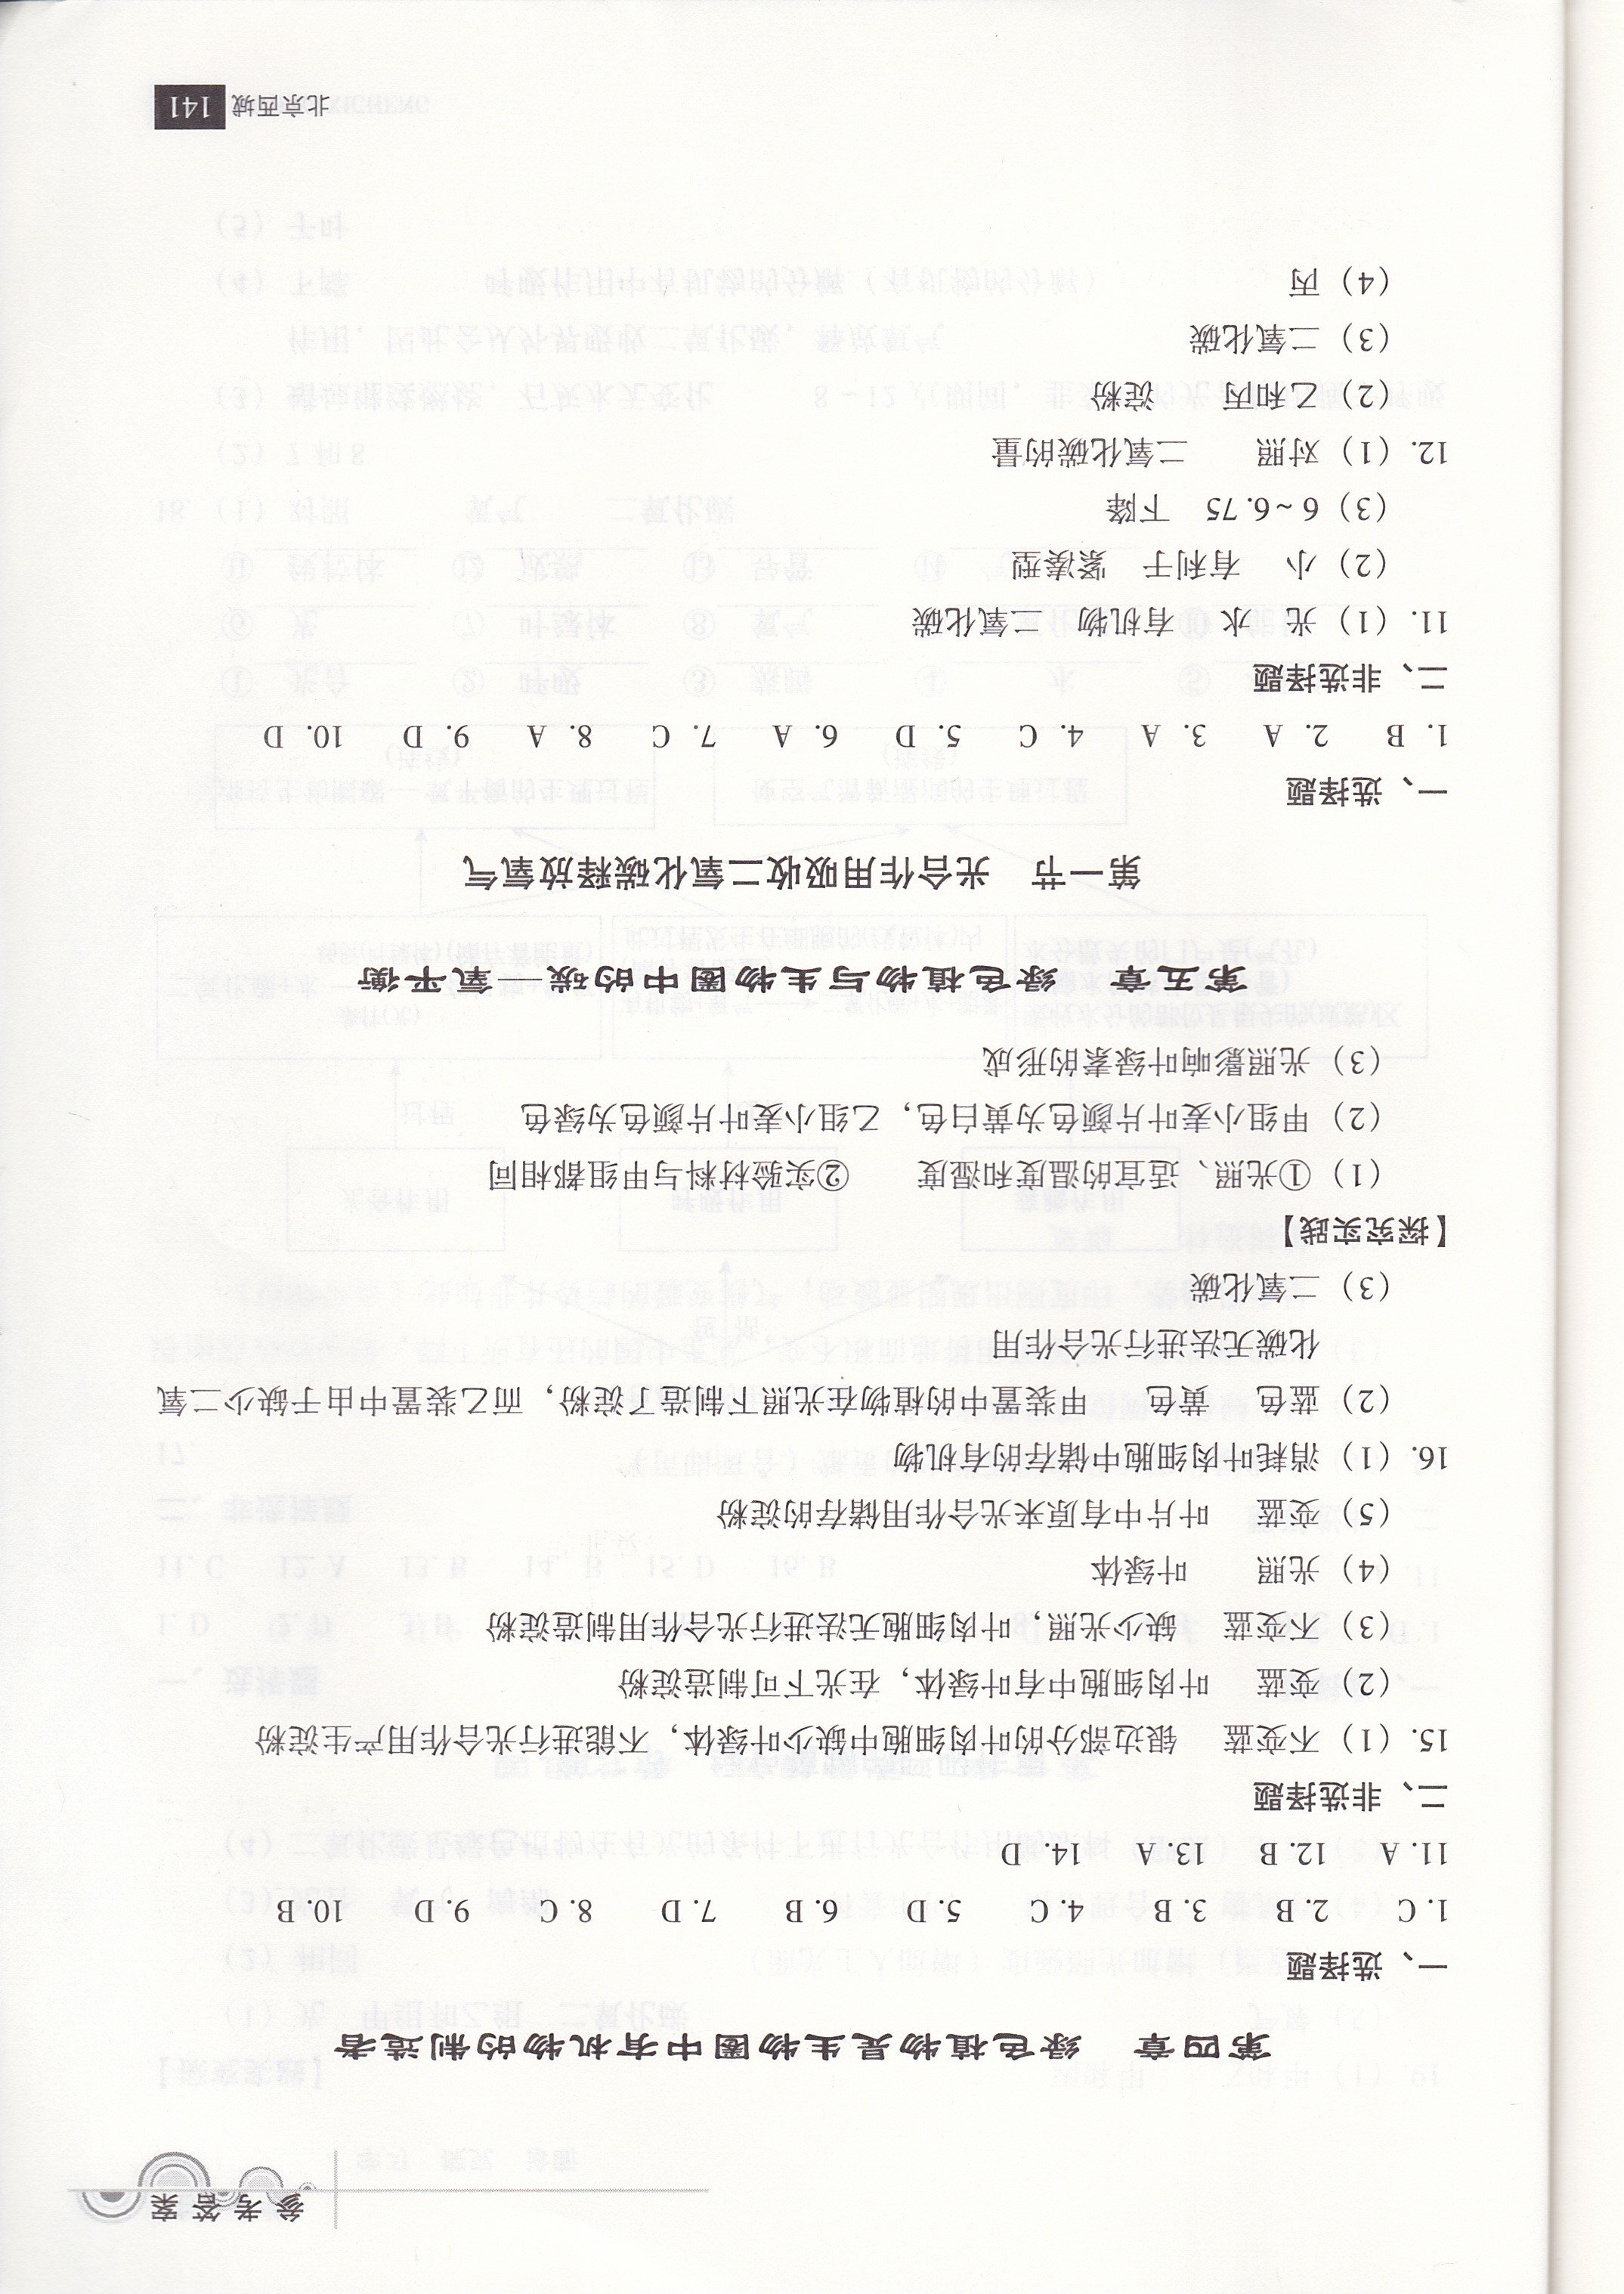 参考答案
第四章 绿色植物是生物圈中有机物的制造者
一、选择题
1. C 2. B 3. B 4. C 5. D 6. B 7. D 8. C 9. D 10. B
11. A 12. B 13. A 14. D
二、非选择题
15.（1）不变蓝 银边部分的叶肉细胞中缺少叶绿体，不能进行光合作用产生淀粉
（2）变蓝 叶肉细胞中有叶绿体，在光下可制造淀粉
（3）不变蓝 缺少光照，叶肉细胞无法进行光合作用制造淀粉
（4）光照 叶绿体
（5）变蓝 叶片中有原来光合作用储存的淀粉
16.（1）消耗叶肉细胞中储存的有机物
（2）蓝色 黄色 甲装置中的植物在光照下制造了淀粉，而乙装置中由于缺少二氧
化碳无法进行光合作用
（3）二氧化碳
【探究实践】
（1）①光照、适宜的温度和湿度 ②实验材料与甲组都相同
（2）甲组小麦叶片颜色为黄白色，乙组小麦叶片颜色为绿色
（3）光照影响叶绿素的形成
第五章 绿色植物与生物圈中的碳—氧平衡
第一节 光合作用吸收二氧化碳释放氧气
一、选择题
1. B 2. A 3. A 4. C 5. D 6. A 7. C 8. A 9. D 10. D
二、非选择题
11.（1）光 水 有机物 二氧化碳
（2）小 有利于 紧凑型
（3）6~6.75 下降
12.（1）对照 二氧化碳的量
（2）乙和丙 淀粉
（3）二氧化碳
（4）丙
北京西城 141